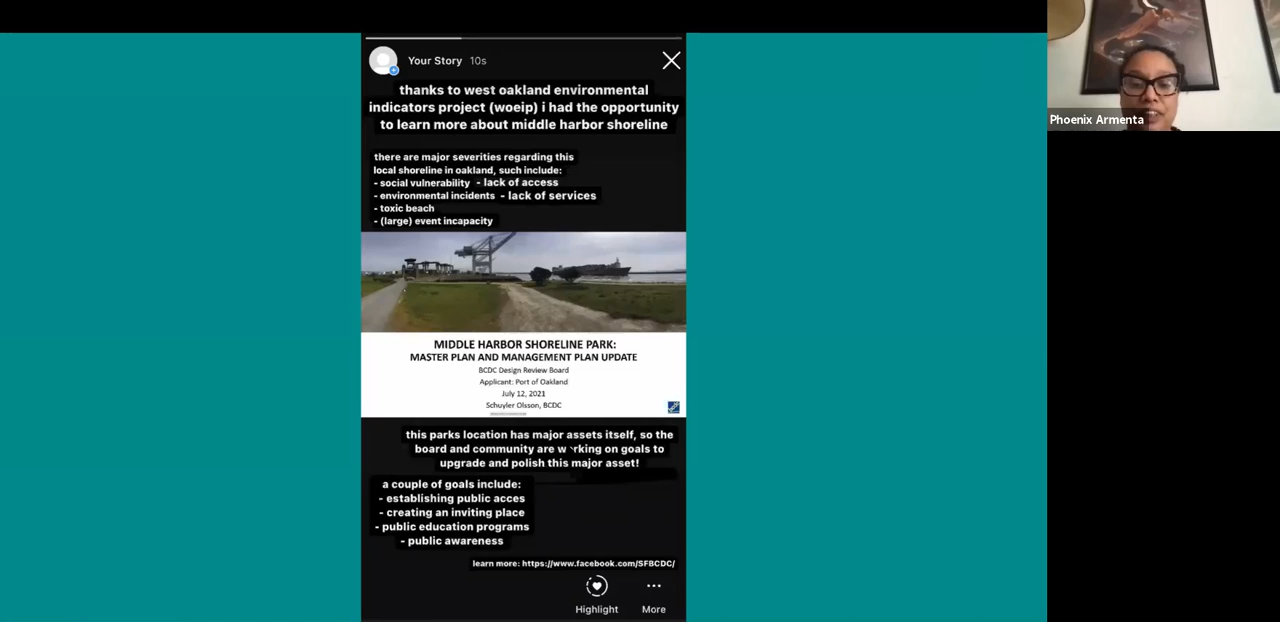 Your Story 10s
thanks to west oakland environmental
indicators project (woeip) i had the opportunity
to learn more about middle harbor shoreline
there are major severities regarding this
local shoreline in oakland, such include:
- social vulnerability - lack of access
- environmental incidents - lack of services
- toxic beach
- (large) event incapacity
MIDDLE HARBOR SHORELINE PARK:
MASTER PLAN AND MANAGEMENT PLAN UPDATE
BCDC Design Review Board
Applicant: Port of Oakland
July 12, 2021
Schuyler Olsson, BCDC
this parks location has major assets itself, so the
board and community are working on goals to
upgrade and polish this major asset!
a couple of goals include:
- establishing public acces
- creating an inviting place
- public education programs
- public awareness
learn more: https://www.facebook.com/SFBCDC/
Highlight More
Phoenix Armenta